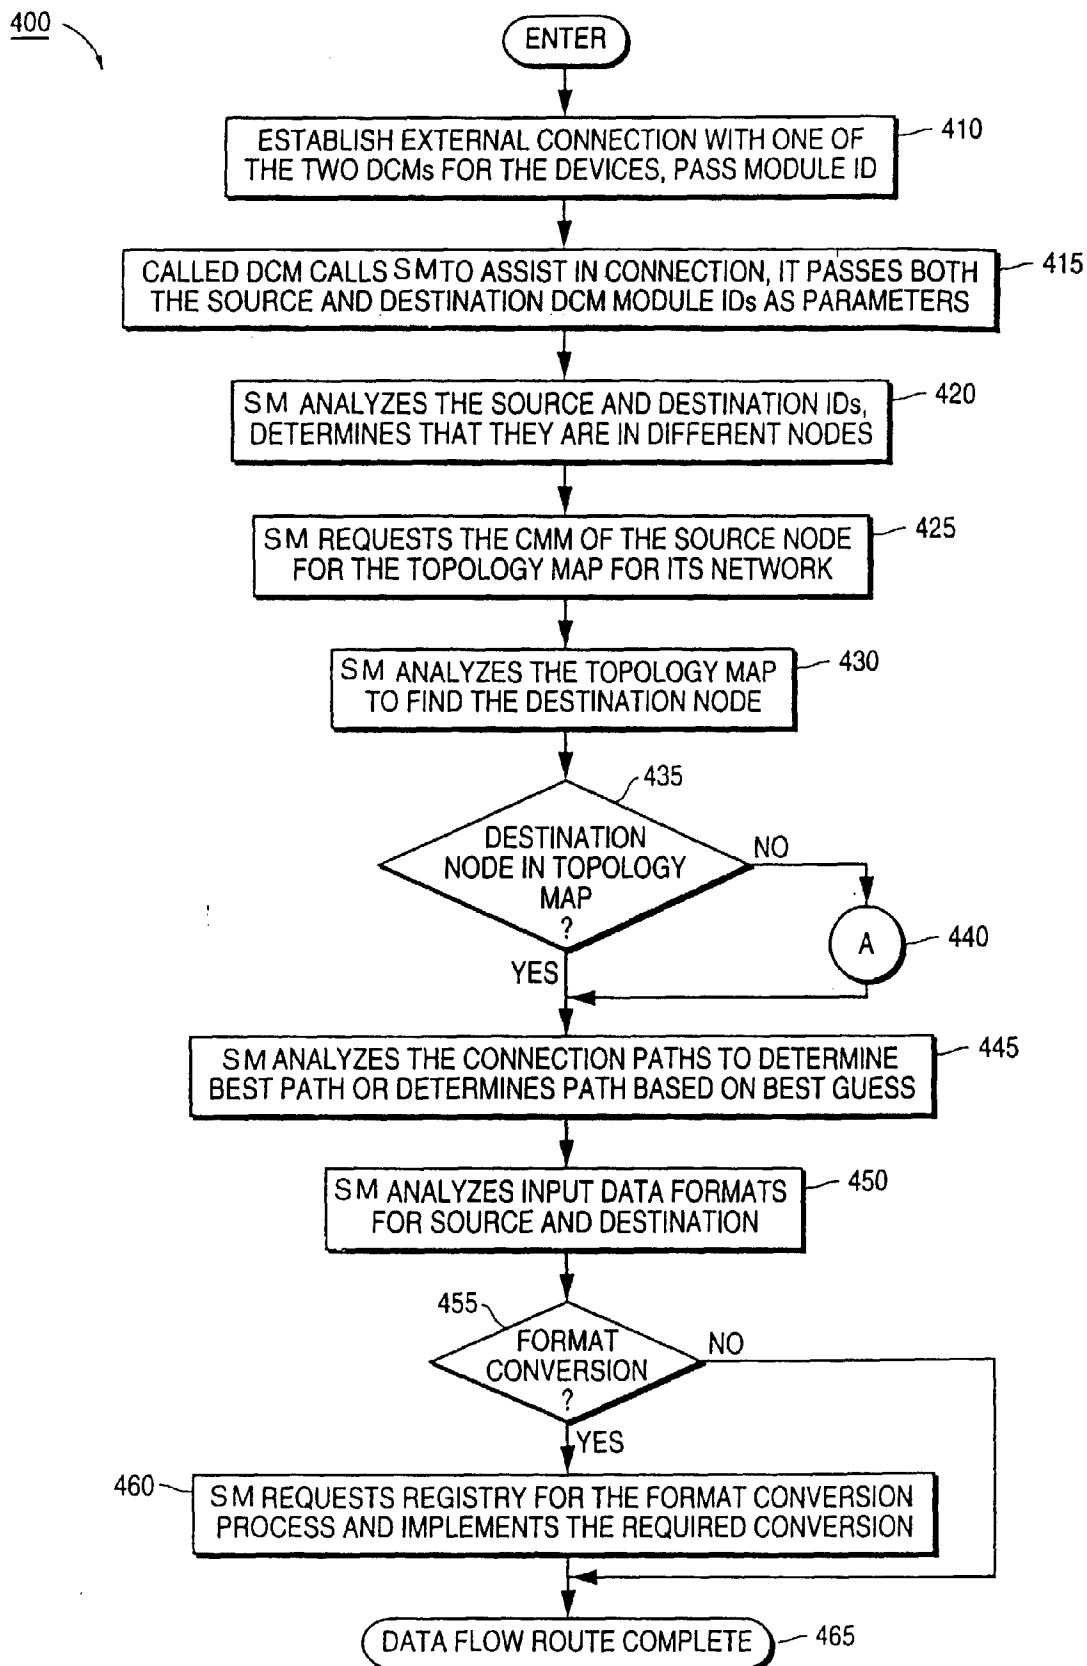 400
ENTER
ESTABLISH EXTERNAL CONNECTION WITH ONE OF
THE TWO DCMs FOR THE DEVICES, PASS MODULE ID
410
CALLED DCM CALLS SM TO ASSIST IN CONNECTION, IT PASSES BOTH
THE SOURCE AND DESTINATION DCM MODULE IDs AS PARAMETERS
415
SM ANALYZES THE SOURCE AND DESTINATION IDs,
DETERMINES THAT THEY ARE IN DIFFERENT NODES
420
SM REQUESTS THE CMM OF THE SOURCE NODE
FOR THE TOPOLOGY MAP FOR ITS NETWORK
425
SM ANALYZES THE TOPOLOGY MAP
TO FIND THE DESTINATION NODE
430
435
DESTINATION
NODE IN TOPOLOGY
MAP
?
NO
A
440
YES
SM ANALYZES THE CONNECTION PATHS TO DETERMINE
BEST PATH OR DETERMINES PATH BASED ON BEST GUESS
445
SM ANALYZES INPUT DATA FORMATS
FOR SOURCE AND DESTINATION
450
455
FORMAT
CONVERSION
?
NO
YES
460
SM REQUESTS REGISTRY FOR THE FORMAT CONVERSION
PROCESS AND IMPLEMENTS THE REQUIRED CONVERSION
DATA FLOW ROUTE COMPLETE
465